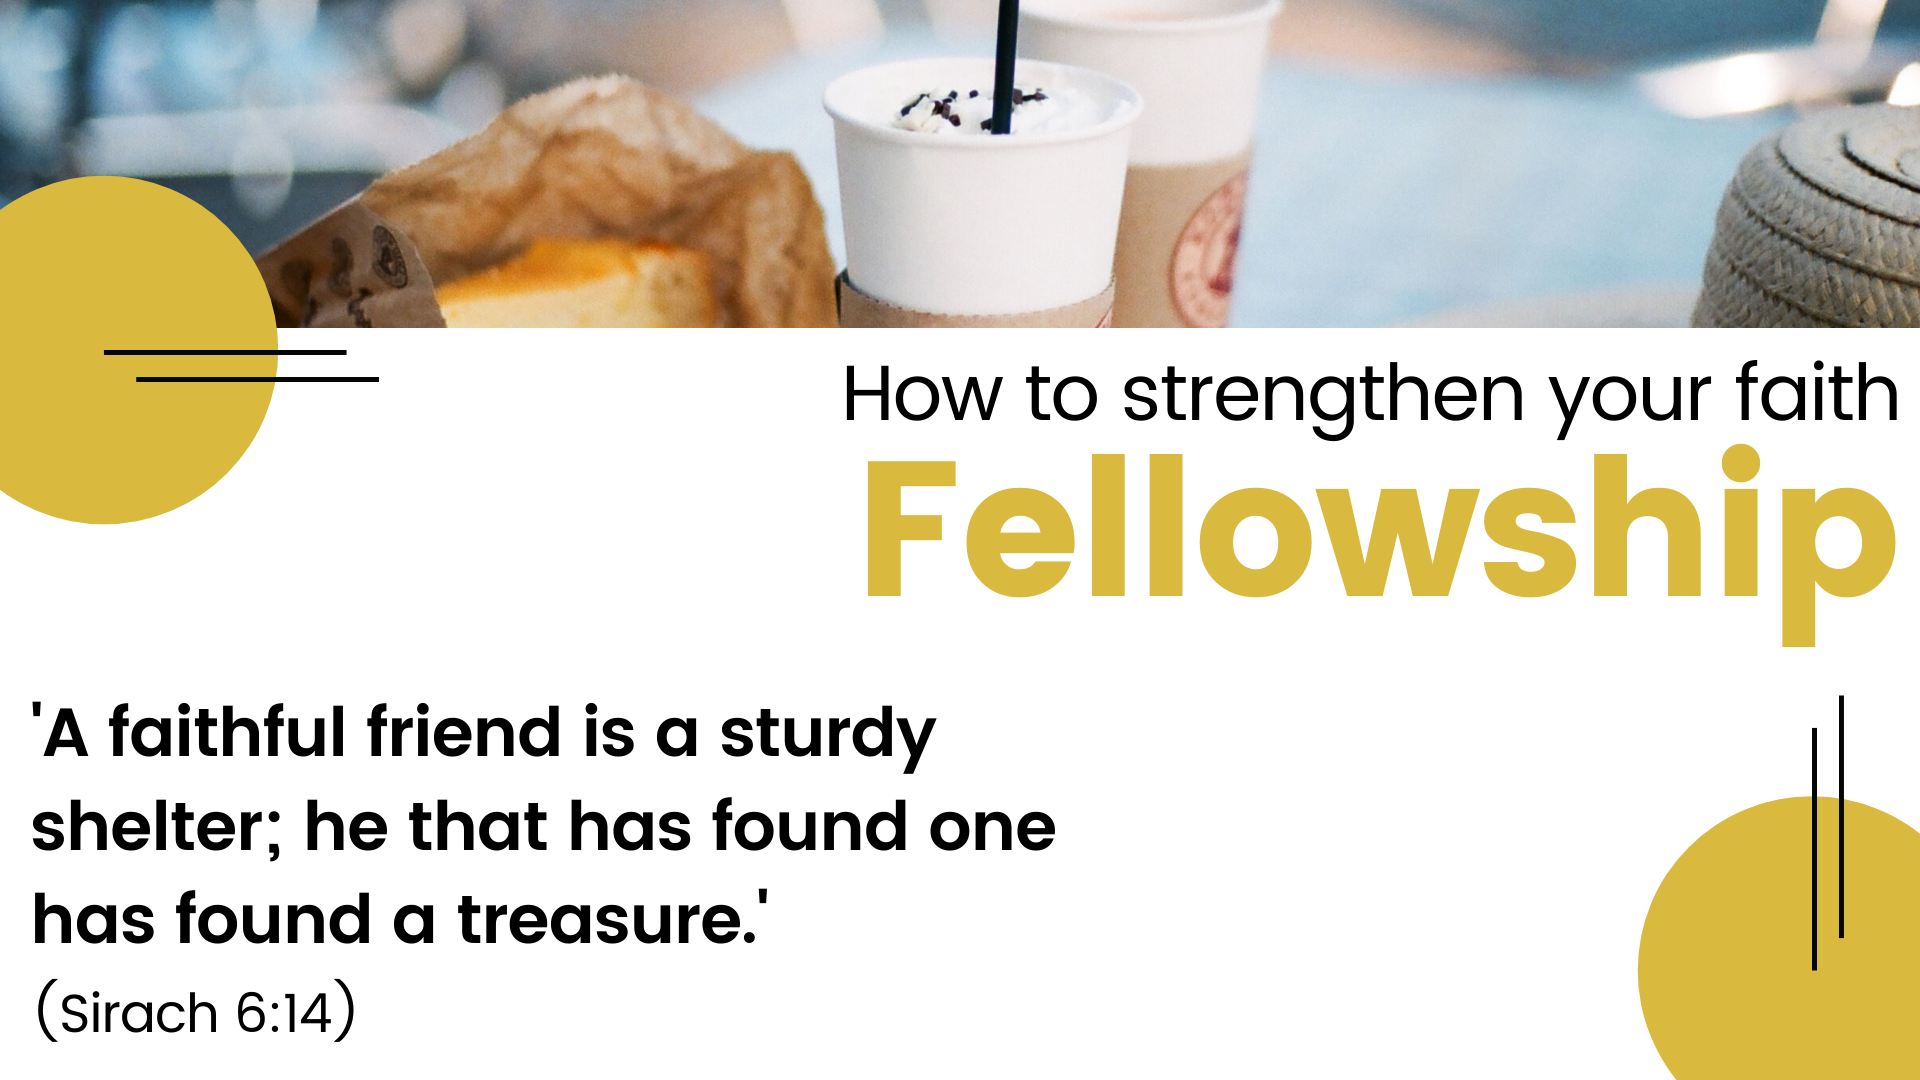 How to strengthen your faith
Fellowship
'A faithful friend is a sturdy
shelter; he that has found one
has found a treasure.'
(Sirach 6:14)